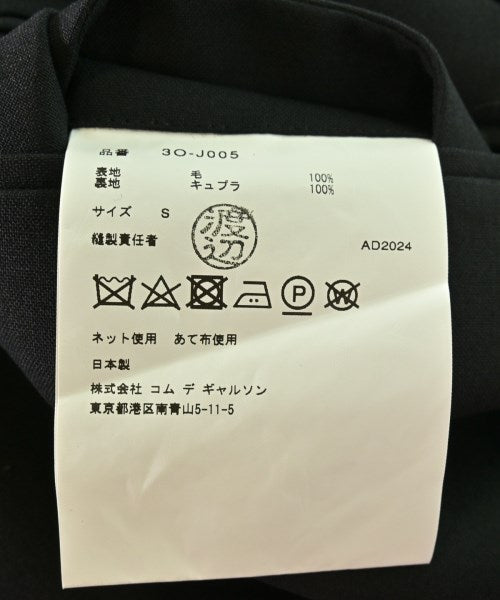 品番 3O-J005
表地 毛 100%
裏地 キュプラ 100%
サイズ S
渡辺
縫製責任者
AD2024
P W
ネット使用 あて布使用
日本製
株式会社 コム デ ギャルソン
東京都港区南青山5-11-5